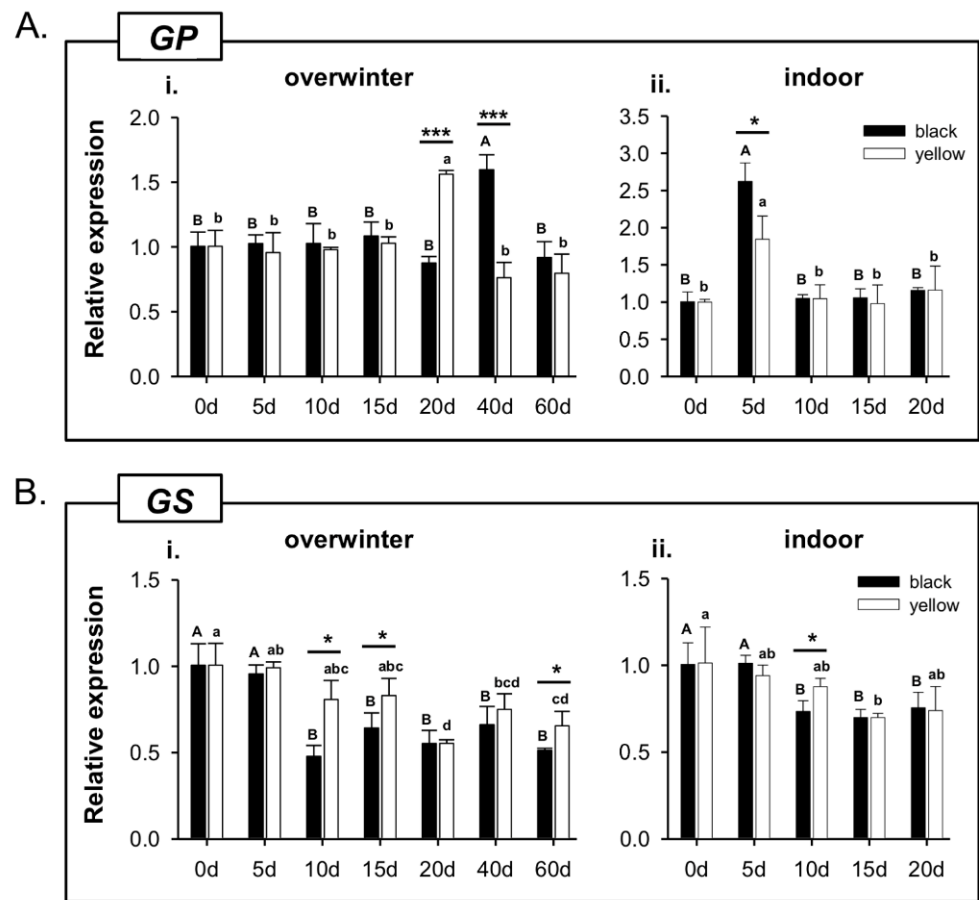 A.
GP
i.
overwinter
ii.
indoor
Relative expression
2.0
1.5
1.0
0.5
0.0
*** ***
B b B b B b B b B a A b B b
0d 5d 10d 15d 20d 40d 60d
3.5
3.0
2.5
2.0
1.5
1.0
0.5
0.0
black
yellow
*
B b A a B b B b B b
0d 5d 10d 15d 20d
B.
GS
i.
overwinter
ii.
indoor
Relative expression
1.5
1.0
0.5
0.0
* * *
A a A ab B abc B abc B d B bcd B cd
0d 5d 10d 15d 20d 40d 60d
1.5
1.0
0.5
0.0
black
yellow
*
A a A ab B ab B b B ab
0d 5d 10d 15d 20d